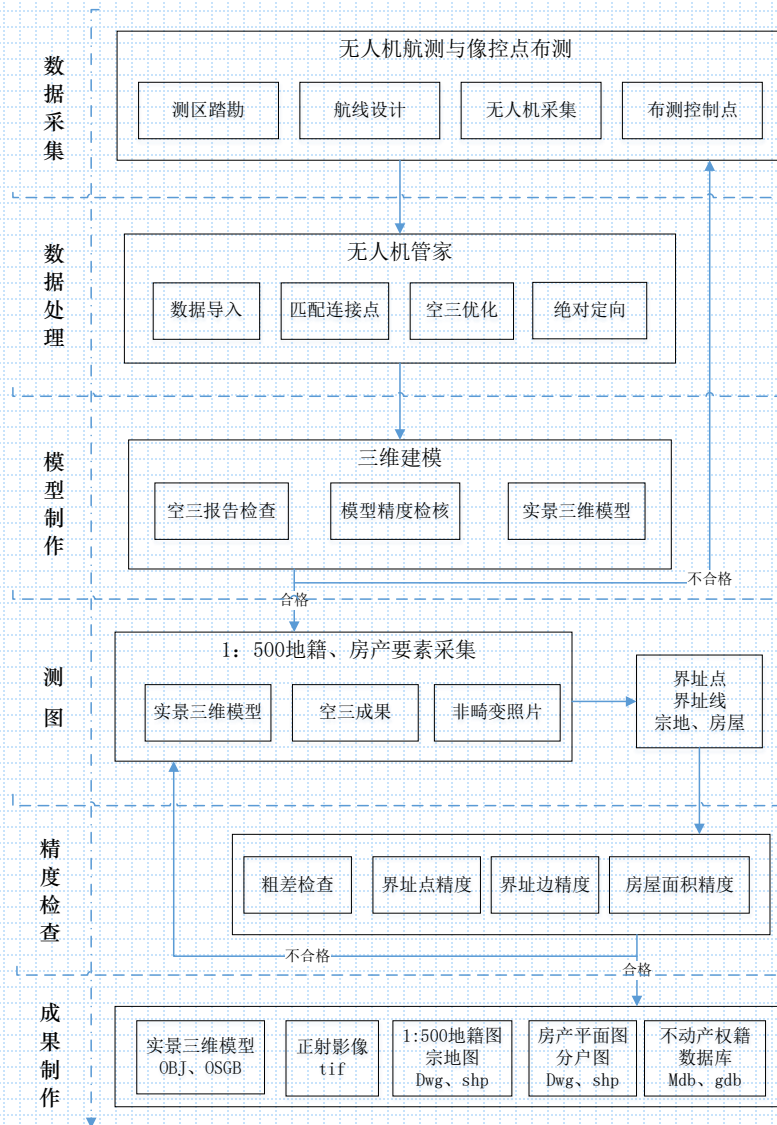 数据采集
无人机航测与像控点布测
测区踏勘
航线设计
无人机采集
布测控制点
数据处理
无人机管家
数据导入
匹配连接点
空三优化
绝对定向
模型制作
三维建模
空三报告检查
模型精度检核
实景三维模型
不合格
合格
测图
1: 500地籍、房产要素采集
实景三维模型
空三成果
非畸变照片
界址点
界址线
宗地、房屋
精度检查
粗差检查
界址点精度
界址边精度
房屋面积精度
不合格
合格
成果制作
实景三维模型
OBJ、OSGB
正射影像
tif
1:500地籍图
宗地图
Dwg、shp
房产平面图
分户图
Dwg、shp
不动产权籍
数据库
Mdb、gdb